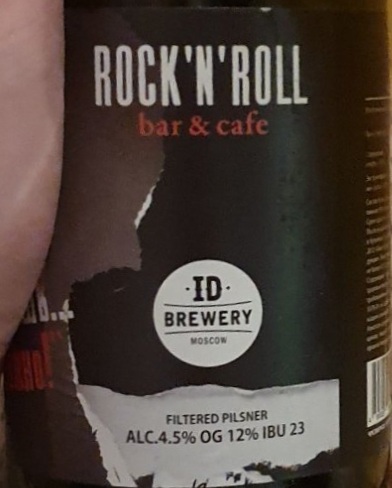 ROCK'N'ROLL
bar & cafe
·ID·
BREWERY
MOSCOW
FILTERED PILSNER
ALC.4.5% OG 12% IBU 23